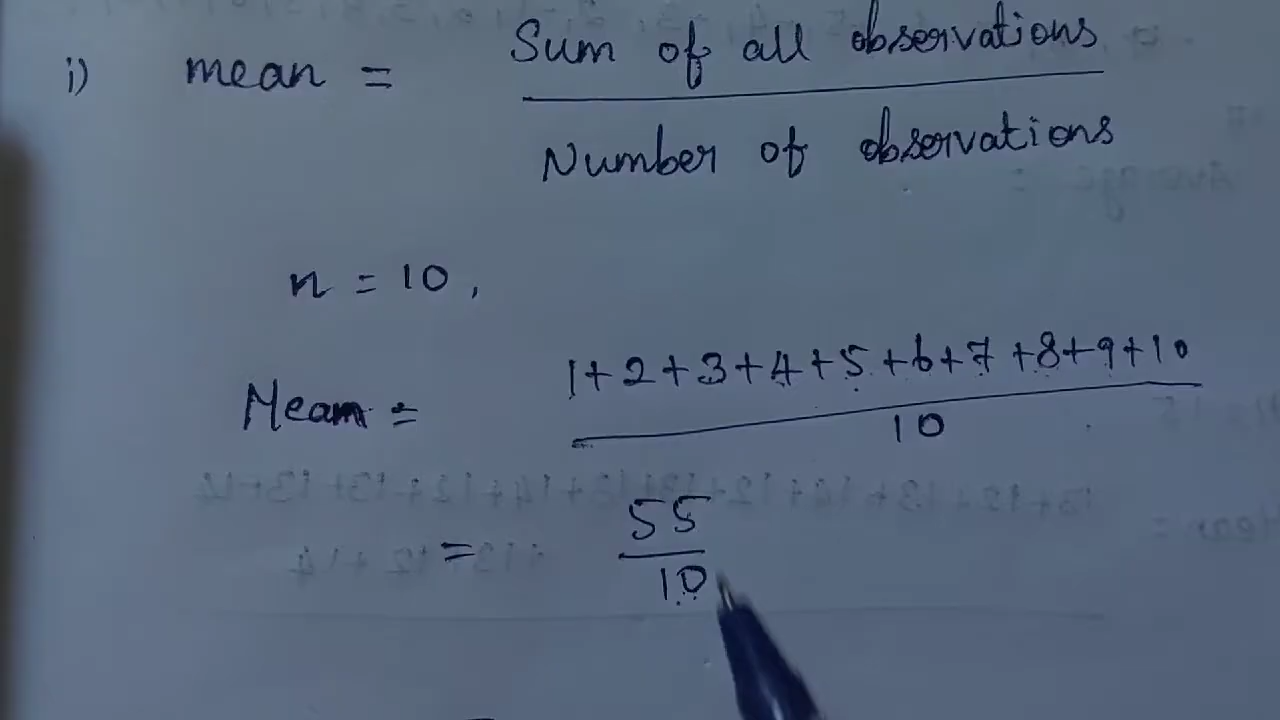 i) mean = Sum of all observations
Number of observations
n = 10,
Mean = 1+2+3+4+5+6+7+8+9+10
10
= 55
10